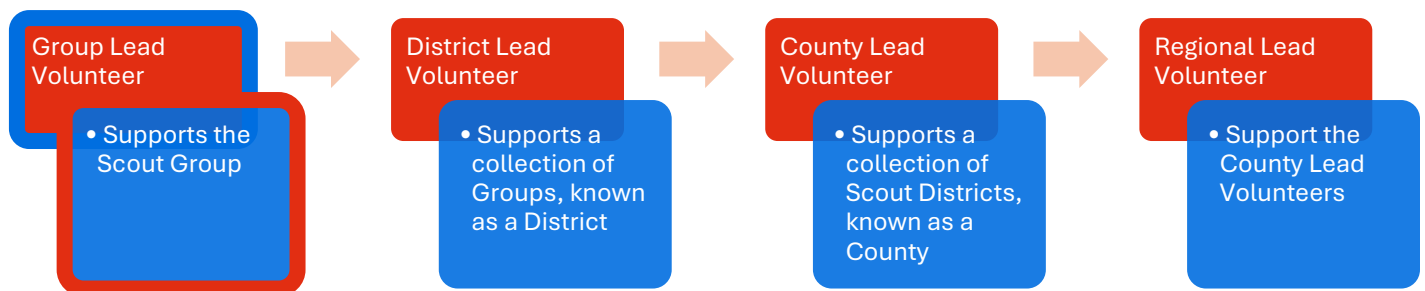 Group Lead
Volunteer
• Supports the
Scout Group
District Lead
Volunteer
• Supports a
collection of
Groups, known
as a District
County Lead
Volunteer
• Supports a
collection of
Scout Districts,
known as a
County
Regional Lead
Volunteer
• Support the
County Lead
Volunteers